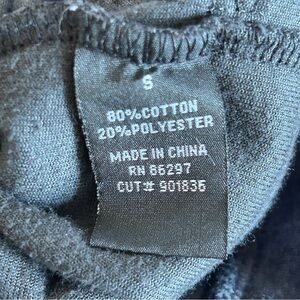 S
80%COTTON
20%POLYESTER
MADE IN CHINA
RN 86297
CUT# 901836